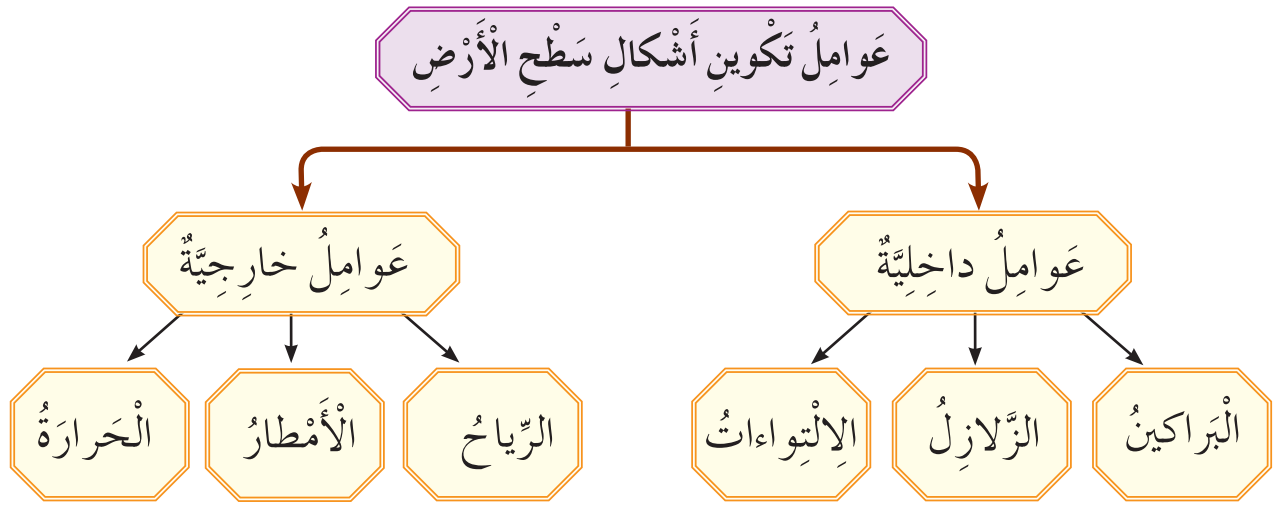 عَوامِلُ تَكْوينِ أَشْكالِ سَطْحِ الْأَرْضِ
عَوامِلُ داخِلِيَّةٌ
عَوامِلُ خارِجِيَّةٌ
الْبَراكينُ
الزَّلازِلُ
الِالْتِواءاتُ
الرِّياحُ
الْأَمْطارُ
الْحَرارَةُ